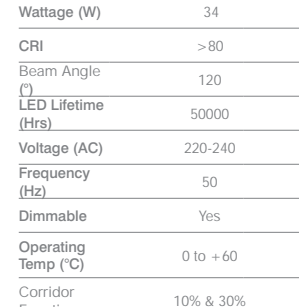 Wattage (W) 34
CRI >80
Beam Angle
(°) 120
LED Lifetime
(Hrs) 50000
Voltage (AC) 220-240
Frequency
(Hz) 50
Dimmable Yes
Operating
Temp (°C) 0 to +60
Corridor
10% & 30%